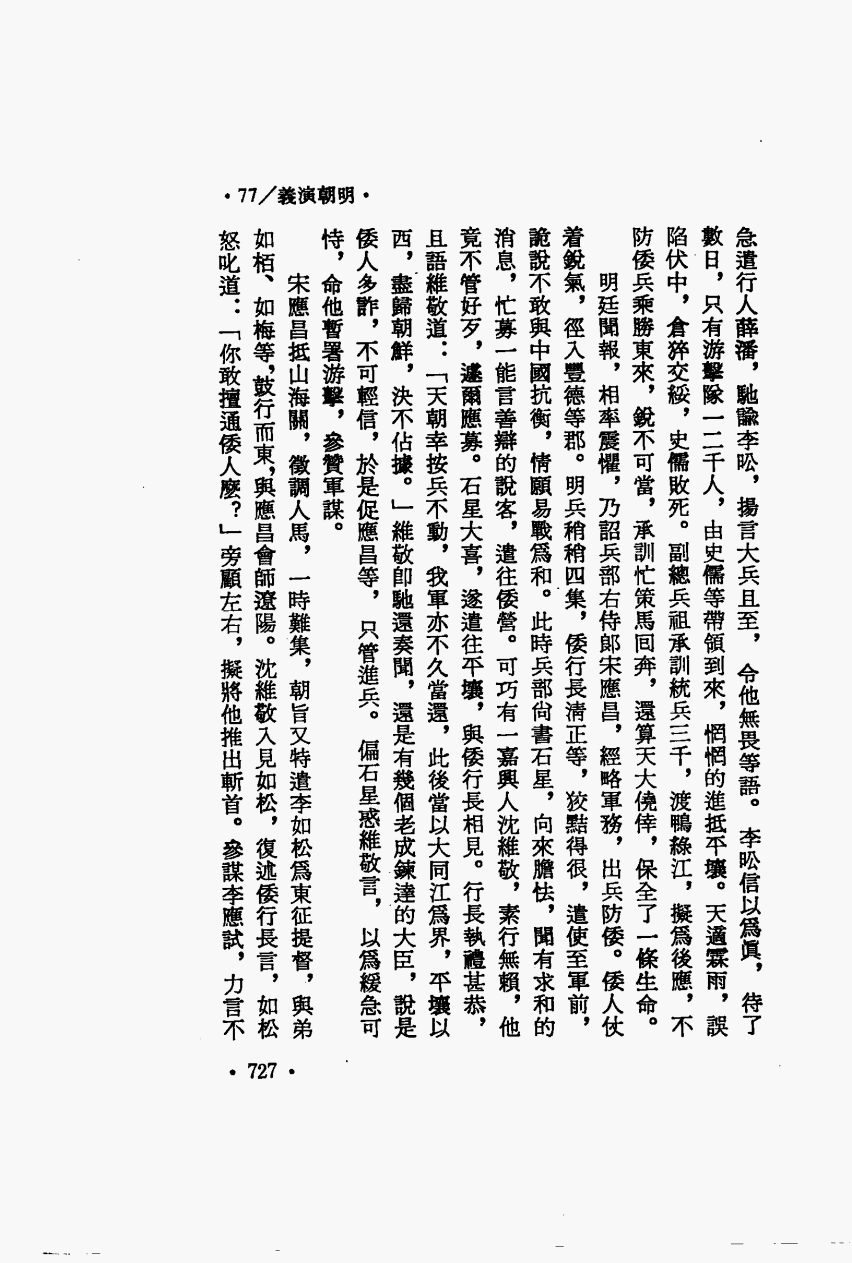 ·77／義演朝明·
急遣行人薛潘，馳諭李昖，揚言大兵且至，令他無畏等語。李昖信以爲眞，待了
數日，只有游擊隊一二千人，由史儒等帶領到來，惘惘的進抵平壤。天適霖雨，誤
陷伏中，倉猝交綏，史儒敗死。副總兵祖承訓統兵三千，渡鴨綠江，擬爲後應，不
防倭兵乘勝東來，銳不可當，承訓忙策馬回奔，還算天大僥倖，保全了一條生命。
明廷聞報，相率震懼，乃詔兵部右侍郎宋應昌，經略軍務，出兵防倭。倭人仗
着銳氣，徑入豐德等郡。明兵稍稍四集，倭行長淸正等，狡黠得很，遣使至軍前，
詭說不敢與中國抗衡，情願易戰爲和。此時兵部尙書石星，向來膽怯，聞有求和的
消息，忙募一能言善辯的說客，遣往倭營。可巧有一嘉興人沈維敬，素行無賴，他
竟不管好歹，遽爾應募。石星大喜，遂遣往平壤，與倭行長相見。行長執禮甚恭，
且語維敬道：「天朝幸按兵不動，我軍亦不久當還，此後當以大同江爲界，平壤以
西，盡歸朝鮮，決不佔據。」維敬卽馳還奏聞，還是有幾個老成鍊達的大臣，說是
倭人多詐，不可輕信，於是促應昌等，只管進兵。偏石星惑維敬言，以爲緩急可
恃，命他暫署游擊，參贊軍謀。
宋應昌抵山海關，徵調人馬，一時難集，朝旨又特遣李如松爲東征提督，與弟
如栢、如梅等，鼓行而東，與應昌會師遼陽。沈維敬入見如松，復述倭行長言，如松
怒叱道：「你敢擅通倭人麼？」旁顧左右，擬將他推出斬首。參謀李應試，力言不
·727·